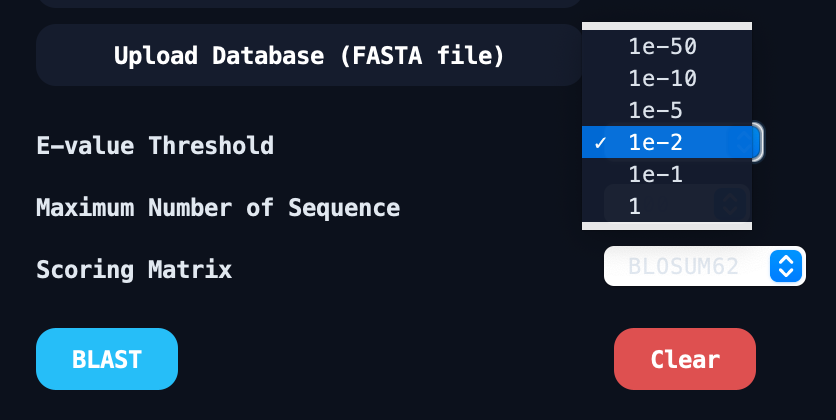 Upload Database (FASTA file)
1e-50
1e-10
1e-5
E-value Threshold
✓ 1e-2
1e-1
Maximum Number of Sequence
1
Scoring Matrix
BLOSUM62
BLAST
Clear